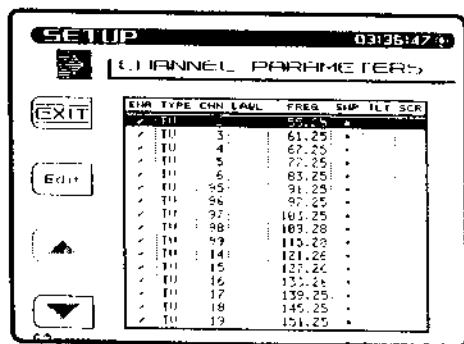 SETUP 03:36:47
CHANNEL PARAMETERS
EXIT
Edit
ENA TYPE CHN LABL FREQ SWP TLT SCR
TV 55.25
TV 3 61.25
TV 4 67.25
TV 5 77.25
TV 6 83.25
TV 95 91.25
TV 96 97.25
TV 97 103.25
TV 98 109.28
TV 99 115.28
TV 14 121.26
TV 15 127.26
TV 16 133.26
TV 17 139.25
TV 18 145.25
TV 19 151.25